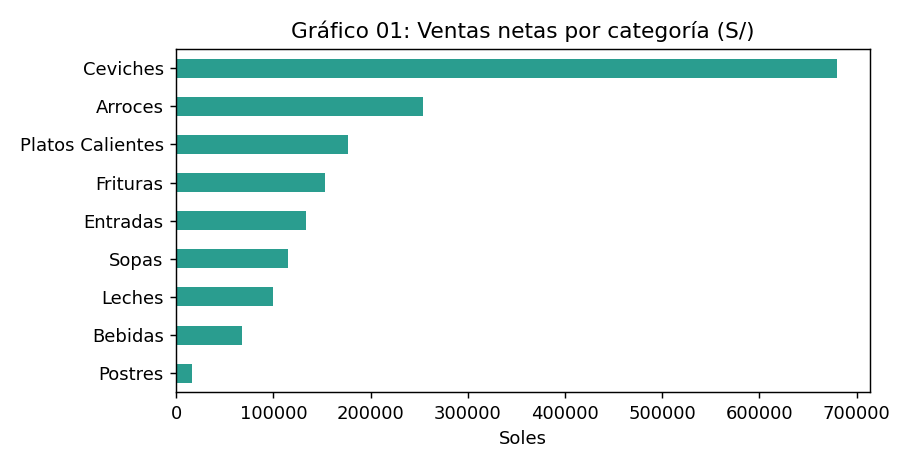 Gráfico 01: Ventas netas por categoría (S/)
Ceviches
Arroces
Platos Calientes
Frituras
Entradas
Sopas
Leches
Bebidas
Postres
0 100000 200000 300000 400000 500000 600000 700000
Soles